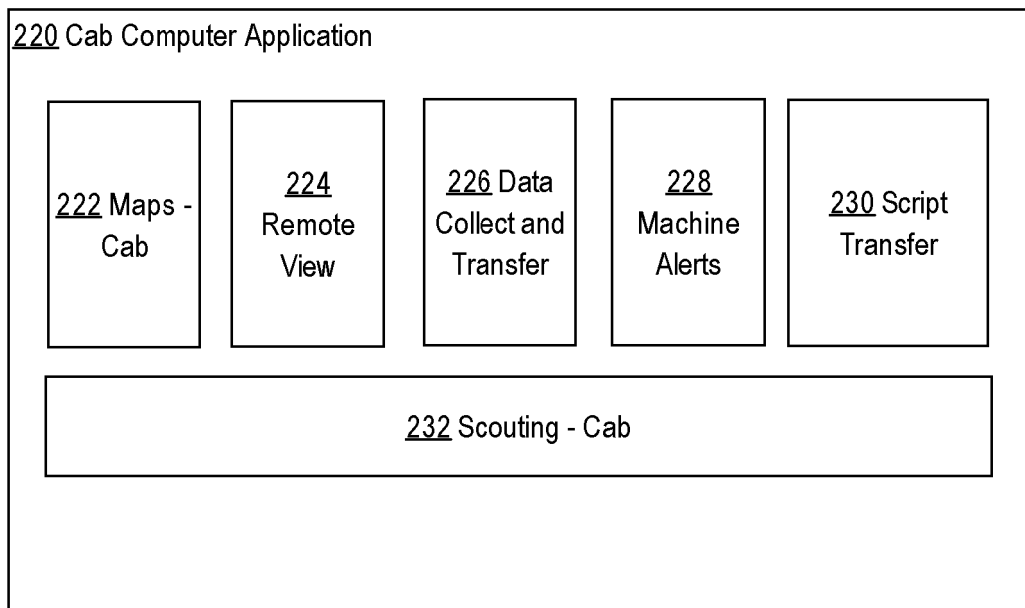 220 Cab Computer Application
222 Maps -
Cab
224
Remote
View
226 Data
Collect and
Transfer
228
Machine
Alerts
230 Script
Transfer
232 Scouting - Cab